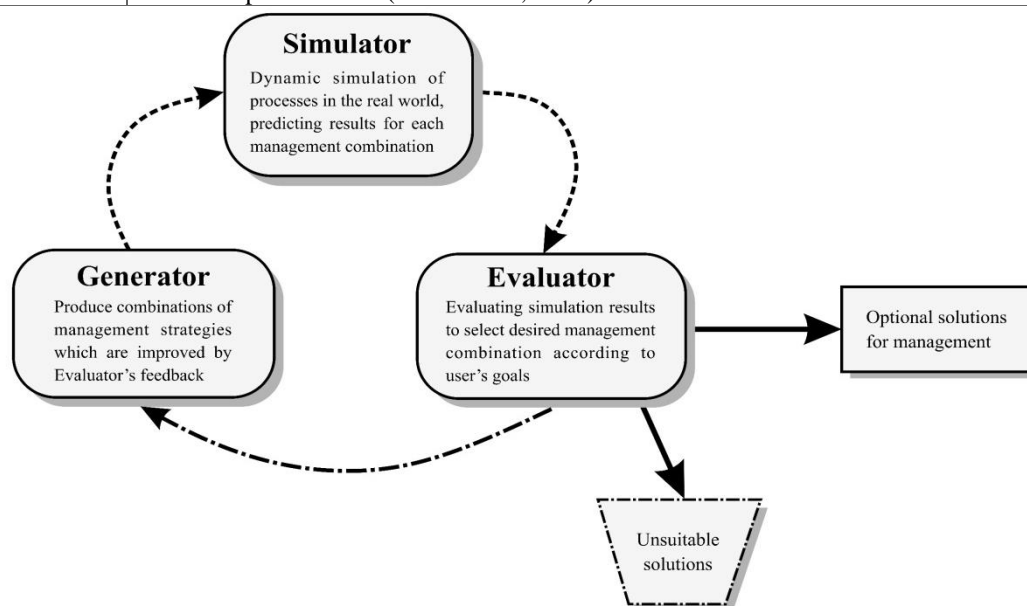 Simulator
Dynamic simulation of
processes in the real world,
predicting results for each
management combination
Generator
Produce combinations of
management strategies
which are improved by
Evaluator's feedback
Evaluator
Evaluating simulation results
to select desired management
combination according to
user's goals
Optional solutions
for management
Unsuitable
solutions